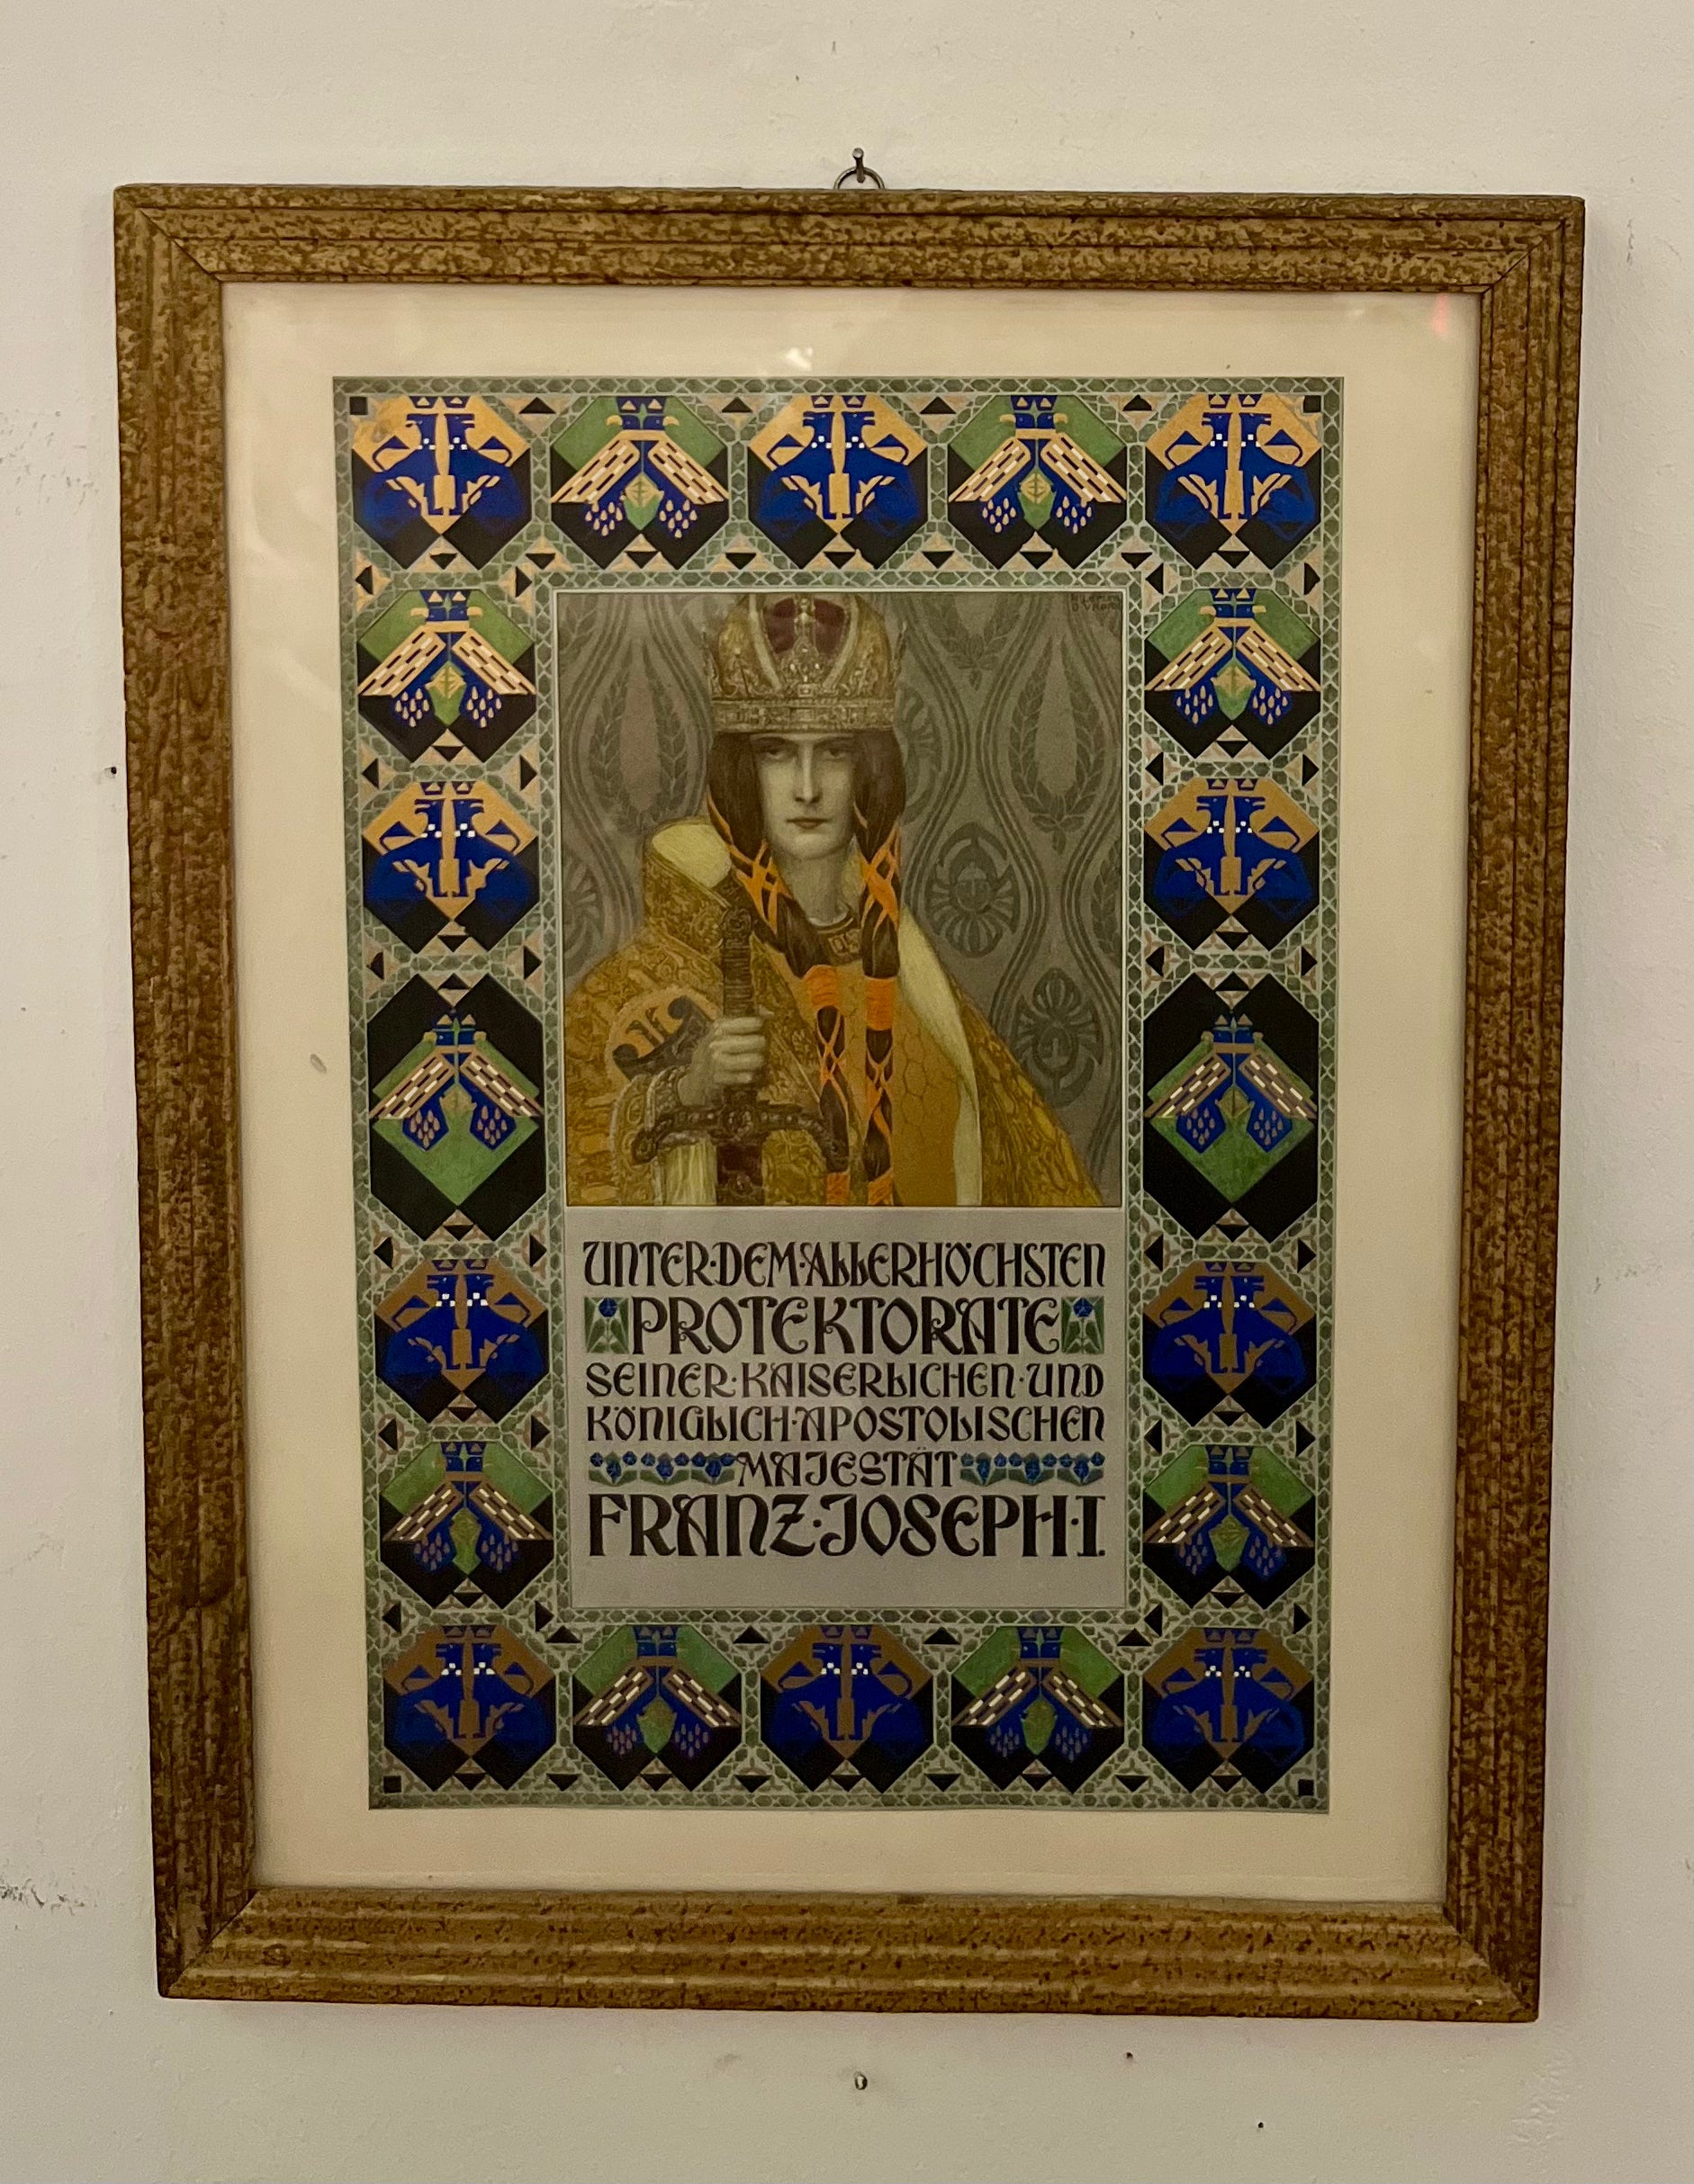 UNTER·DEM·ALLERHÖCHSTEN
PROTEKTORATE
SEINER·KAISERLICHEN·UND
KÖNIGLICH·APOSTOLISCHEN
MAJESTÄT
FRANZ·JOSEPH·I.